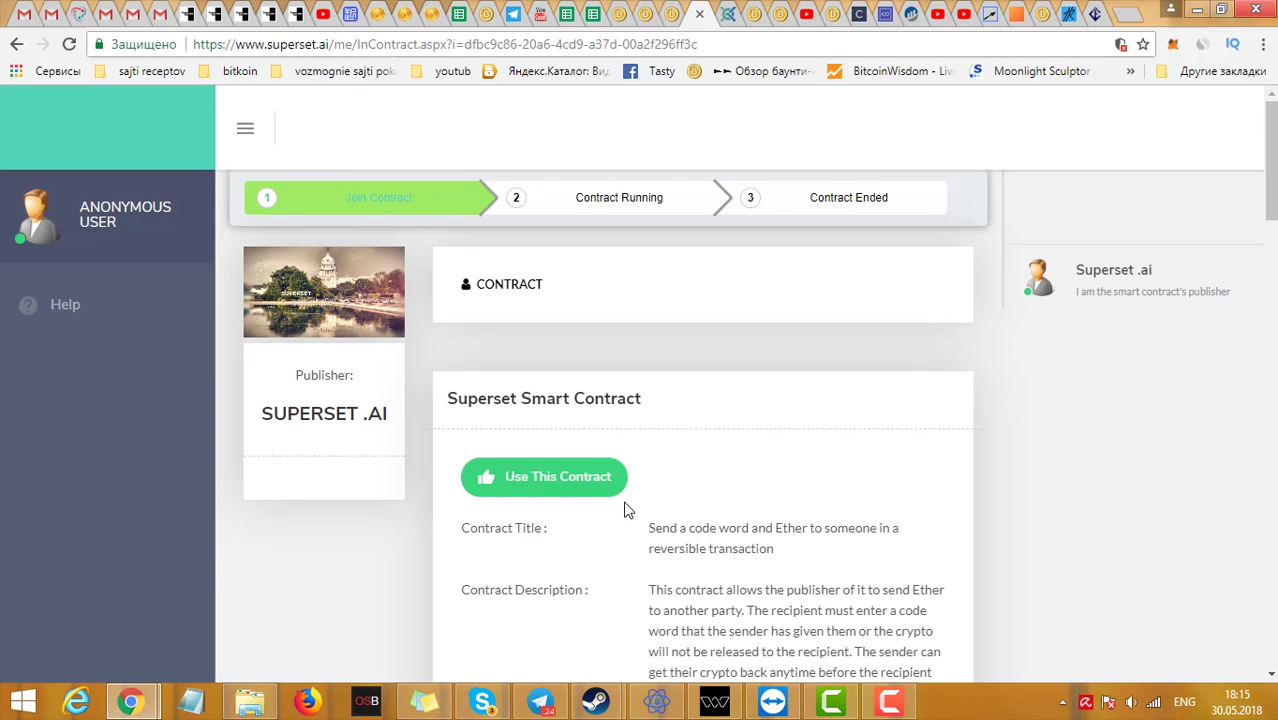 Защищено https://www.superset.ai/me/InContract.aspx?i=dfbc9c86-20a6-4cd9-a37d-00a2f296ff3c
Сервисы sajti receptov bitkoin vozmognie sajti pok youtube Яндекс.Каталог: Ви Tasty ►← Обзор баунти- BitcoinWisdom - Live Moonlight Sculptor » Другие закладки
1 Join Contract 2 Contract Running 3 Contract Ended
ANONYMOUS
USER
Help
Publisher:
SUPERSET .AI
CONTRACT
Superset .ai
I am the smart contract's publisher
Superset Smart Contract
Use This Contract
Contract Title : Send a code word and Ether to someone in a
reversible transaction
Contract Description : This contract allows the publisher of it to send Ether
to another party. The recipient must enter a code
word that the sender has given them or the crypto
will not be released to the recipient. The sender can
get their crypto back anytime before the recipient
OSB
ENG
18:15
30.05.2018